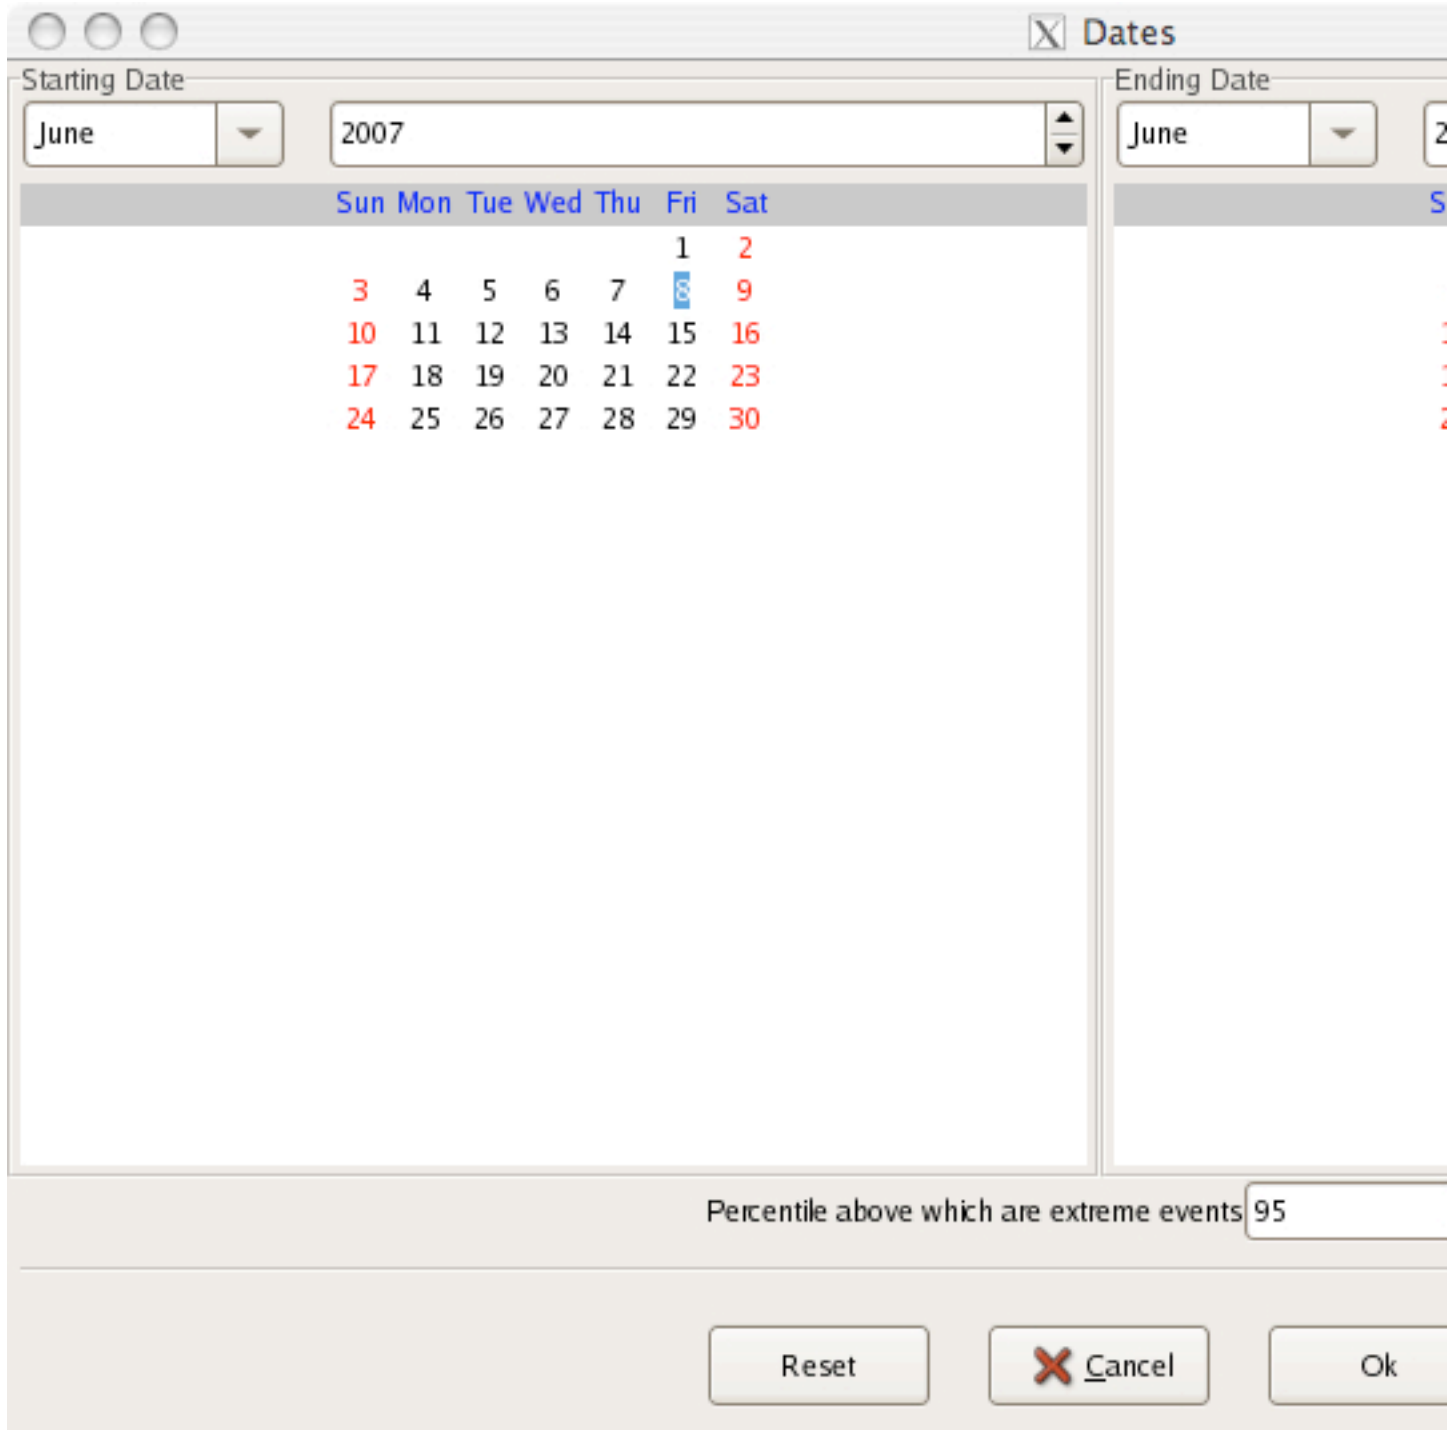 Dates
Starting Date
June 2007
Sun Mon Tue Wed Thu Fri Sat
1 2
3 4 5 6 7 8 9
10 11 12 13 14 15 16
17 18 19 20 21 22 23
24 25 26 27 28 29 30
Ending Date
June 2
S
Percentile above which are extreme events 95
Reset Cancel Ok